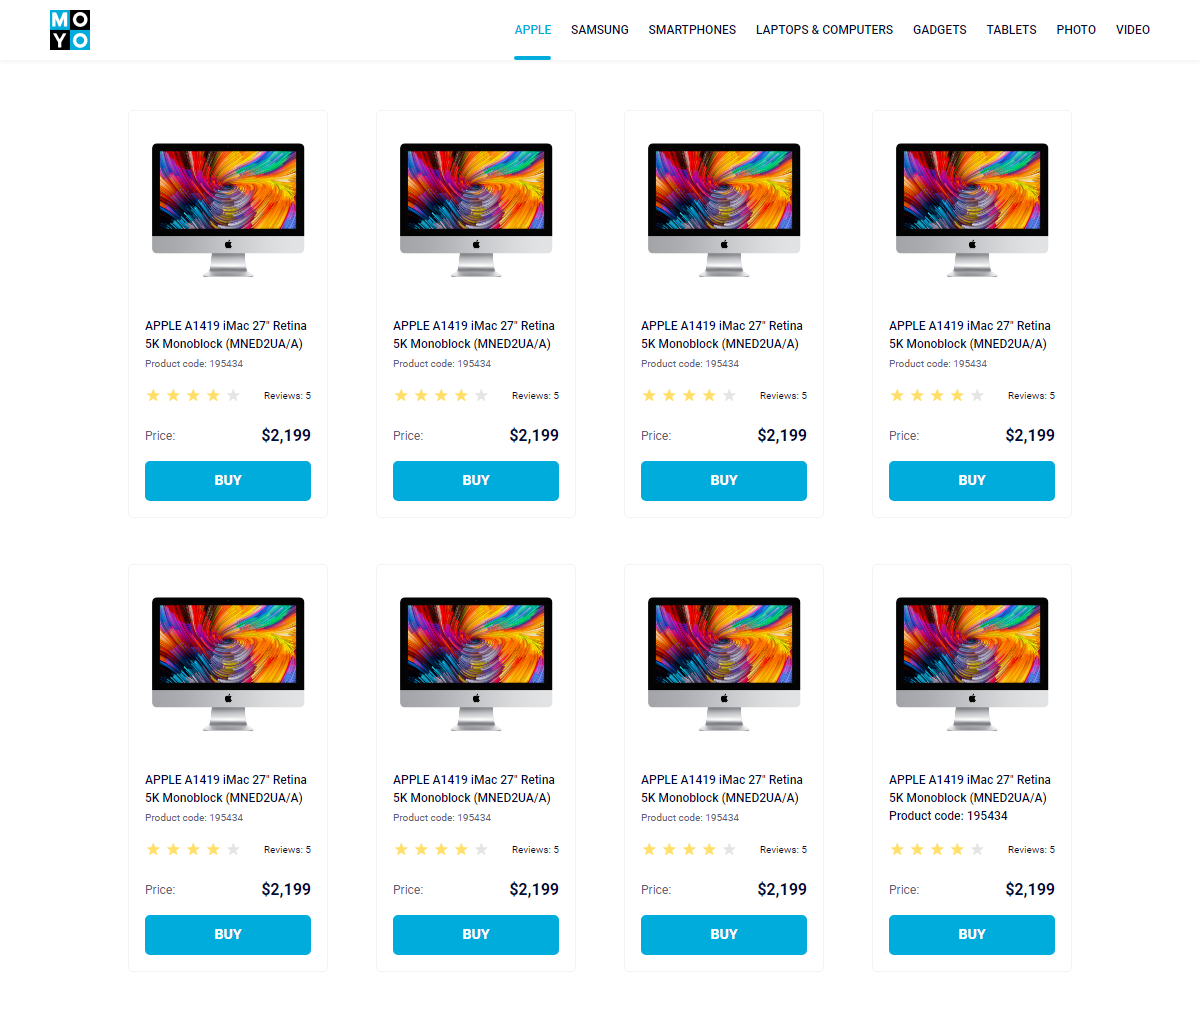 MO
YO
APPLE SAMSUNG SMARTPHONES LAPTOPS & COMPUTERS GADGETS TABLETS PHOTO VIDEO
APPLE A1419 iMac 27" Retina
5K Monoblock (MNED2UA/A)
Product code: 195434
Reviews: 5
Price: $2,199
BUY
APPLE A1419 iMac 27" Retina
5K Monoblock (MNED2UA/A)
Product code: 195434
Reviews: 5
Price: $2,199
BUY
APPLE A1419 iMac 27" Retina
5K Monoblock (MNED2UA/A)
Product code: 195434
Reviews: 5
Price: $2,199
BUY
APPLE A1419 iMac 27" Retina
5K Monoblock (MNED2UA/A)
Product code: 195434
Reviews: 5
Price: $2,199
BUY
APPLE A1419 iMac 27" Retina
5K Monoblock (MNED2UA/A)
Product code: 195434
Reviews: 5
Price: $2,199
BUY
APPLE A1419 iMac 27" Retina
5K Monoblock (MNED2UA/A)
Product code: 195434
Reviews: 5
Price: $2,199
BUY
APPLE A1419 iMac 27" Retina
5K Monoblock (MNED2UA/A)
Product code: 195434
Reviews: 5
Price: $2,199
BUY
APPLE A1419 iMac 27" Retina
5K Monoblock (MNED2UA/A)
Product code: 195434
Reviews: 5
Price: $2,199
BUY